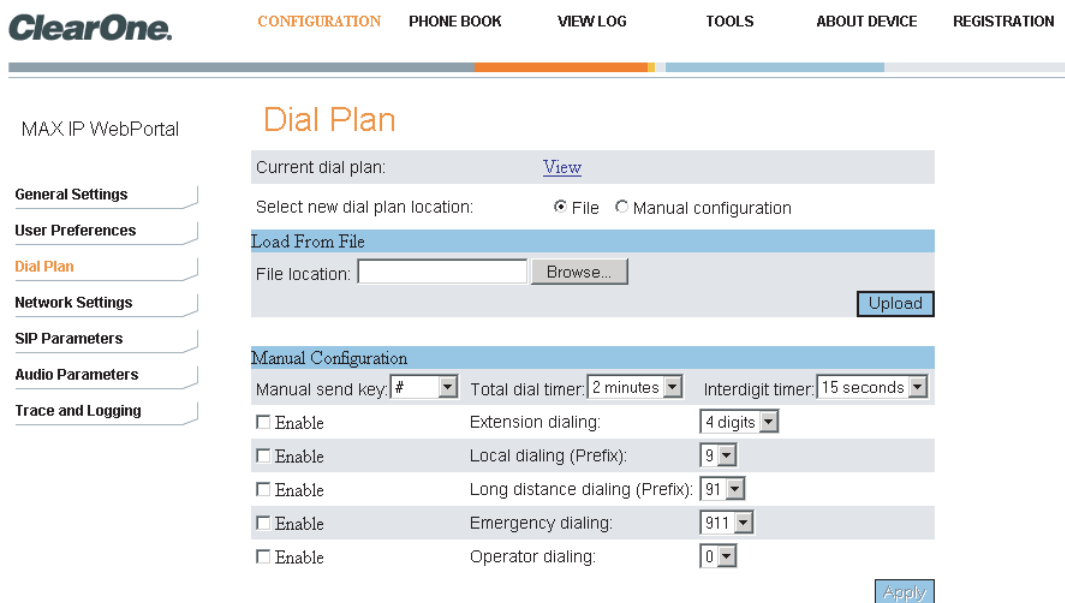 ClearOne.
CONFIGURATION PHONE BOOK VIEW LOG TOOLS ABOUT DEVICE REGISTRATION
MAX IP WebPortal
General Settings
User Preferences
Dial Plan
Network Settings
SIP Parameters
Audio Parameters
Trace and Logging
Dial Plan
Current dial plan: View
Select new dial plan location: File Manual configuration
Load From File
File location: Browse...
Upload
Manual Configuration
Manual send key: # Total dial timer: 2 minutes Interdigit timer: 15 seconds
Enable Extension dialing: 4 digits
Enable Local dialing (Prefix): 9
Enable Long distance dialing (Prefix): 91
Enable Emergency dialing: 911
Enable Operator dialing: 0
Apply